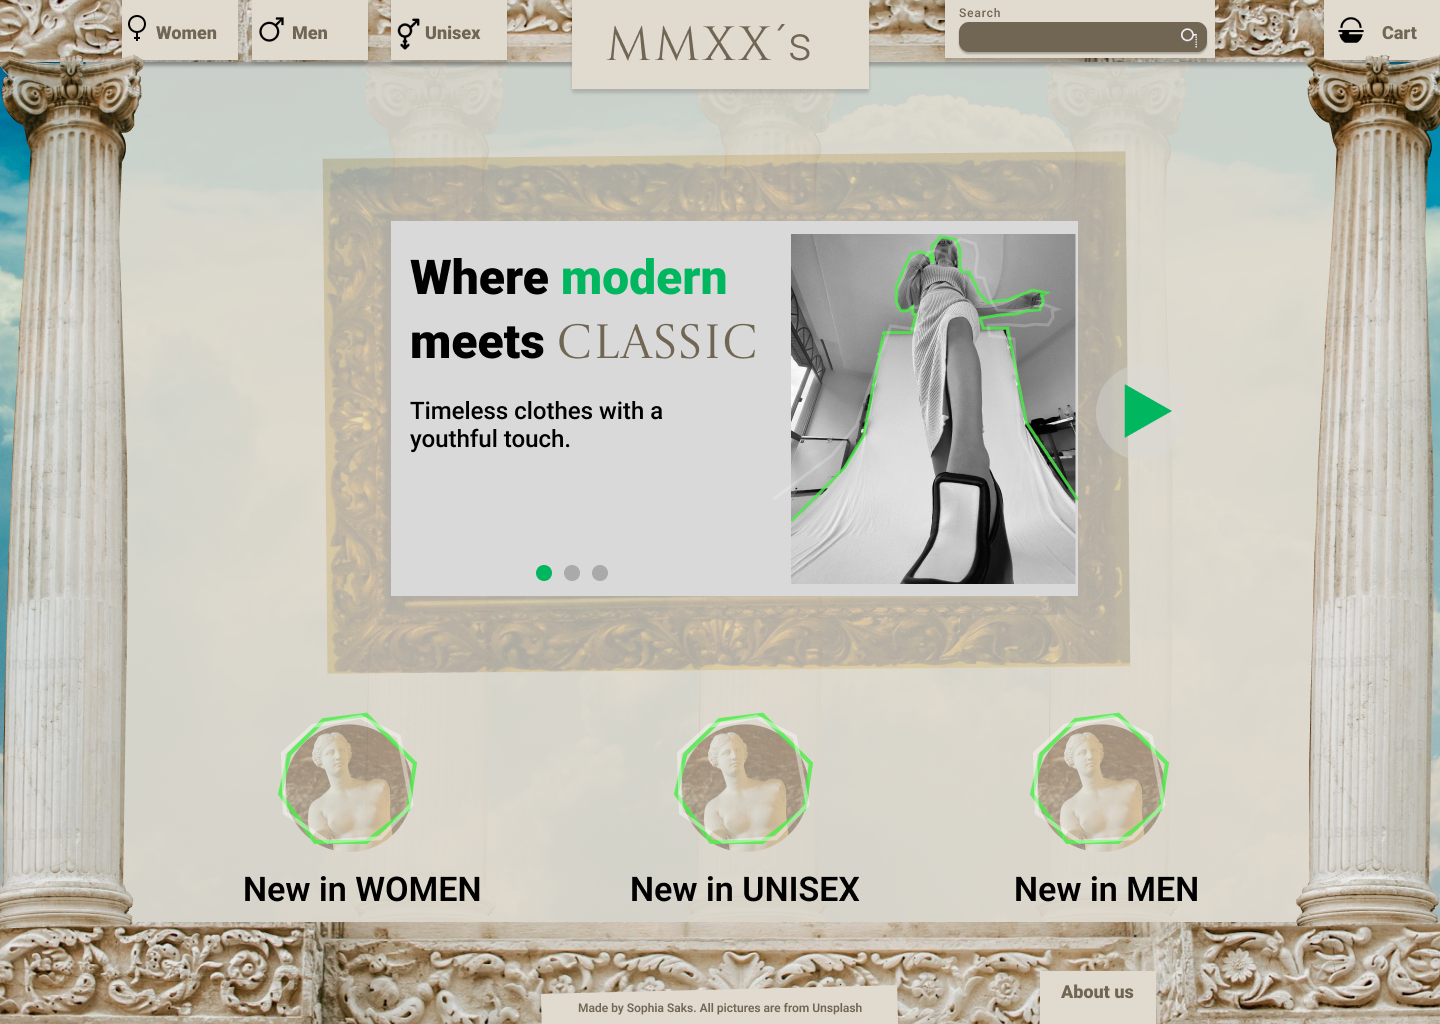 Women
Men
Unisex
MMXX´s
Search
Cart
Where modern
meets CLASSIC
Timeless clothes with a
youthful touch.
New in WOMEN
New in UNISEX
New in MEN
Made by Sophia Saks. All pictures are from Unsplash
About us